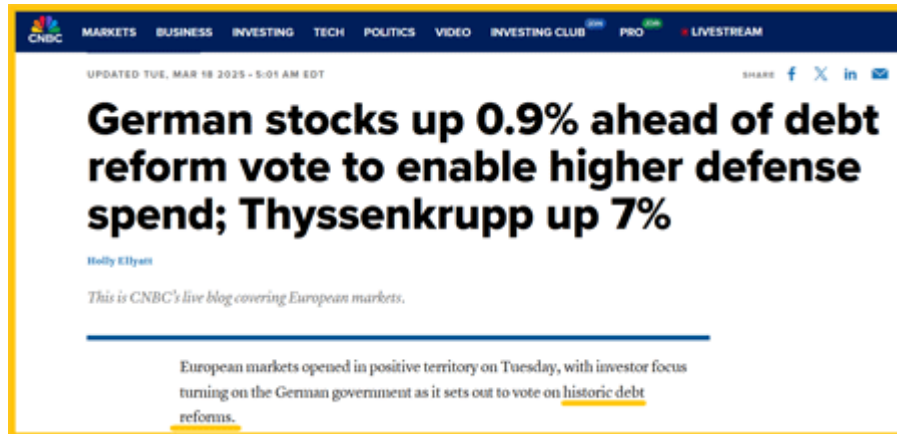 CNBC MARKETS BUSINESS INVESTING TECH POLITICS VIDEO INVESTING CLUB JOIN PRO JOIN LIVESTREAM
UPDATED TUE, MAR 18 2025 - 5:01 AM EDT SHARE
German stocks up 0.9% ahead of debt
reform vote to enable higher defense
spend; Thyssenkrupp up 7%
Holly Ellyatt
This is CNBC's live blog covering European markets.
European markets opened in positive territory on Tuesday, with investor focus
turning on the German government as it sets out to vote on historic debt
reforms.